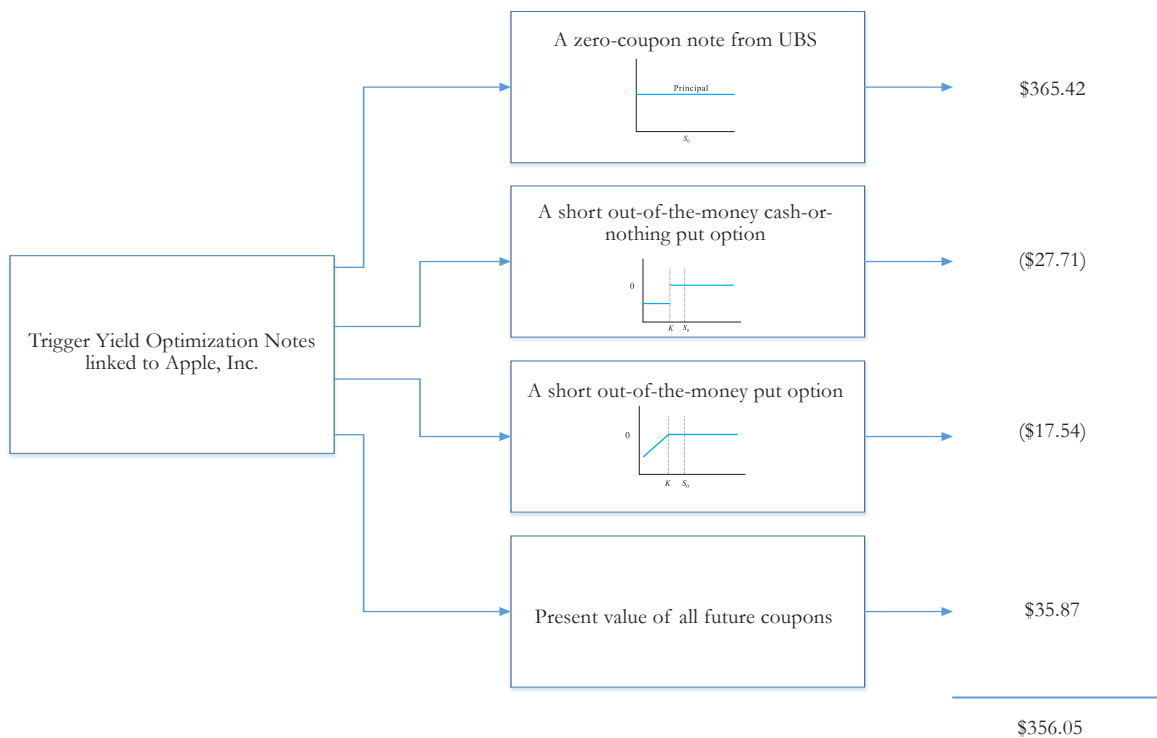 A zero-coupon note from UBS
Principal
S₀
$365.42
A short out-of-the-money cash-or-
nothing put option
0
K S₀
($27.71)
Trigger Yield Optimization Notes
linked to Apple, Inc.
A short out-of-the-money put option
0
K S₀
($17.54)
Present value of all future coupons
$35.87
$356.05